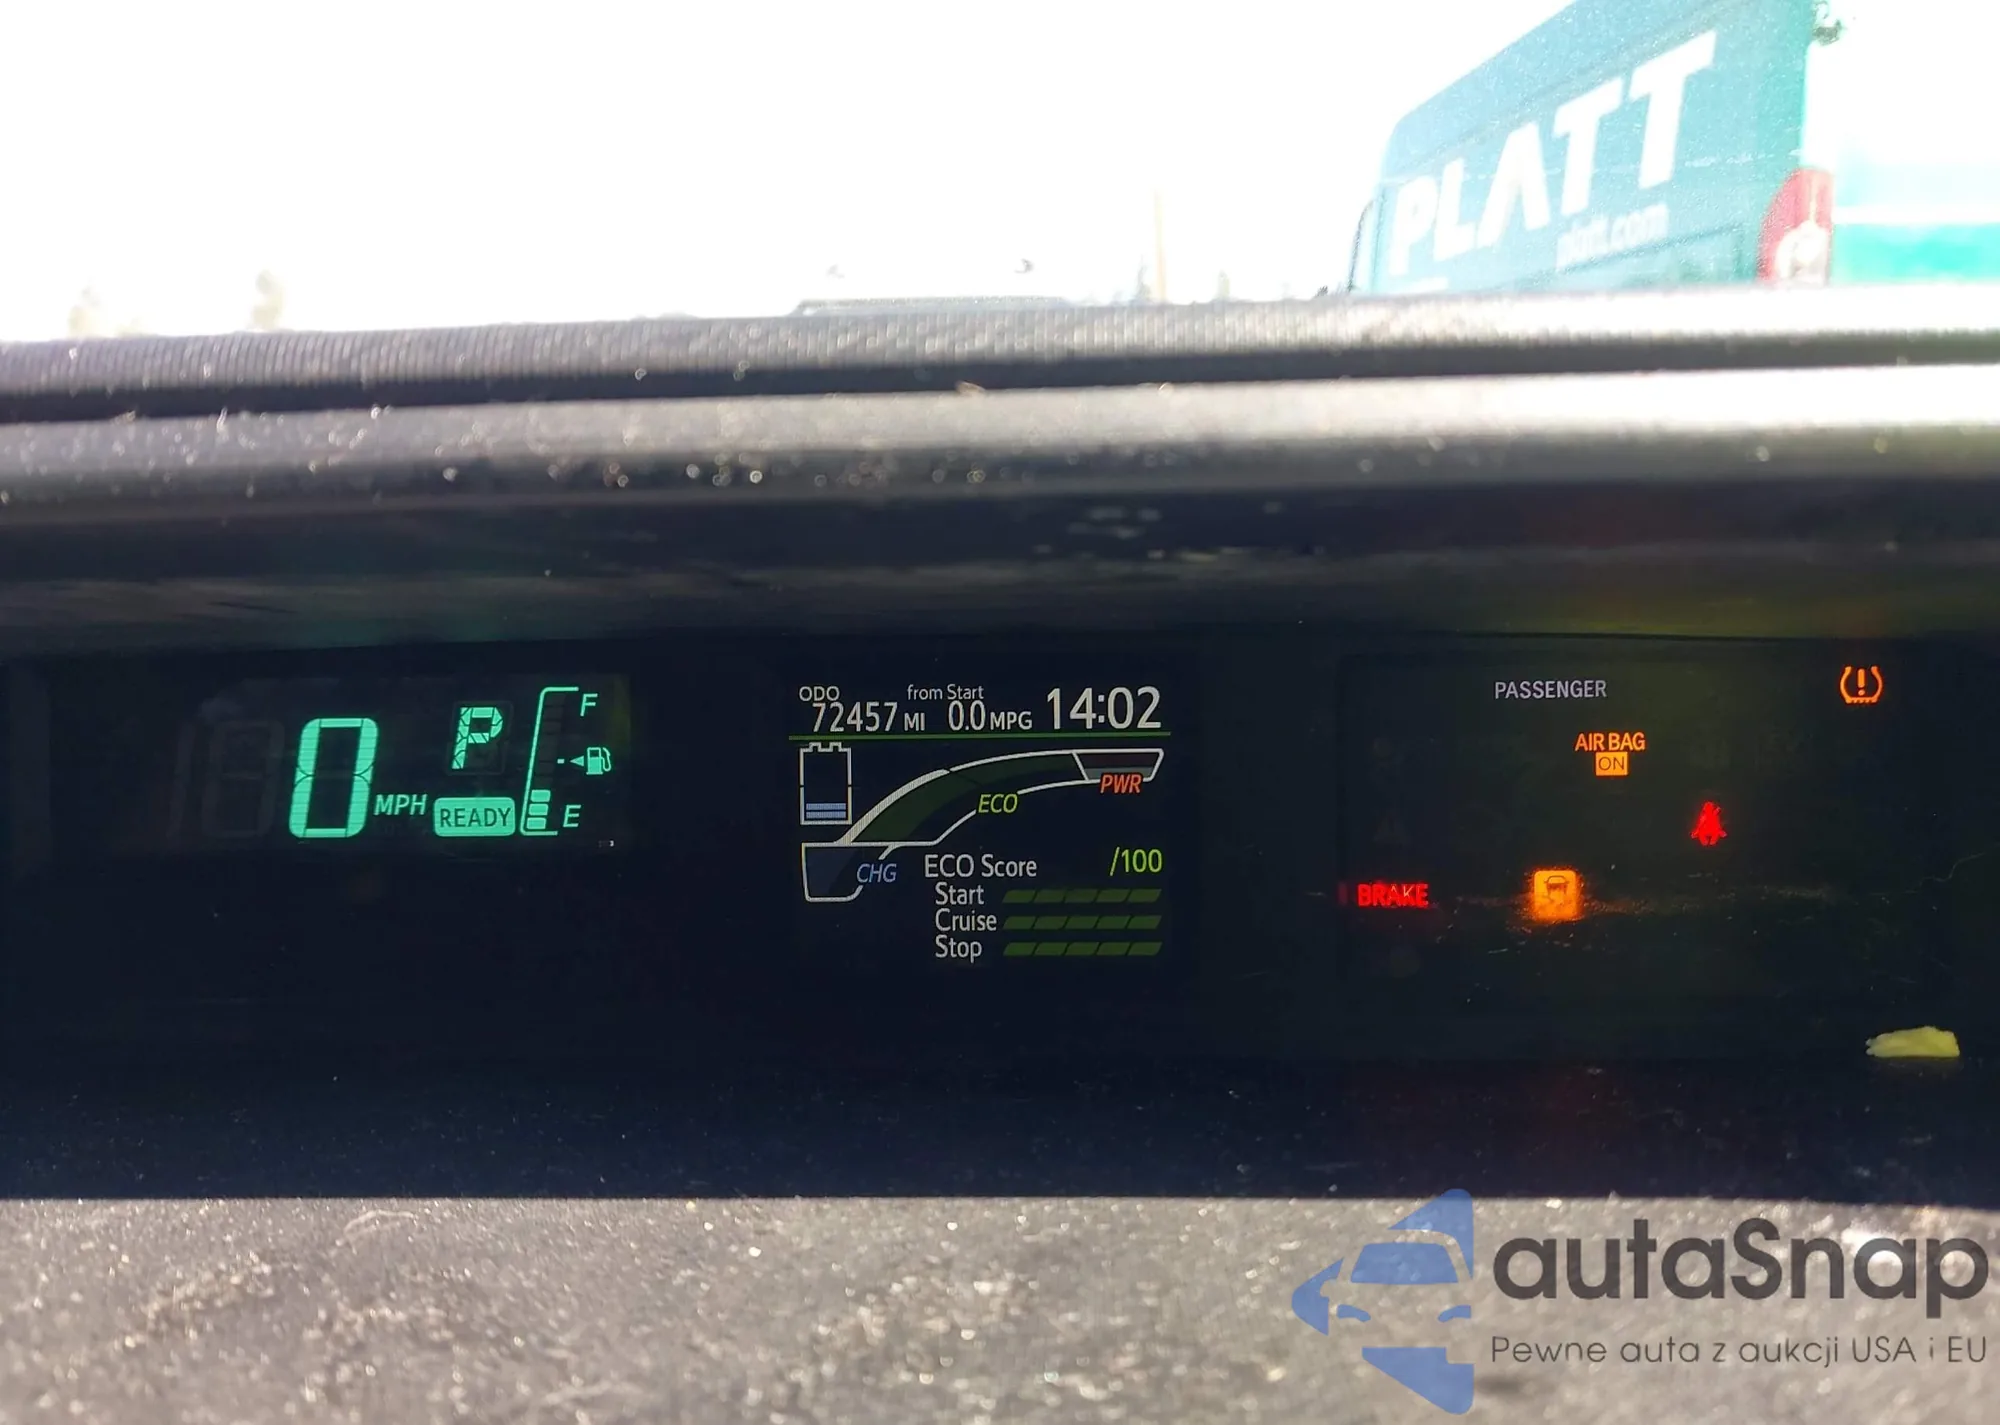 PLATT
platt.com
0 MPH
P
READY
F
E
ODO
72457 MI
from Start
0.0 MPG
14:02
PWR
ECO
CHG
ECO Score /100
Start
Cruise
Stop
PASSENGER
AIR BAG
ON
BRAKE
autaSnap
Pewne auta z aukcji USA i EU